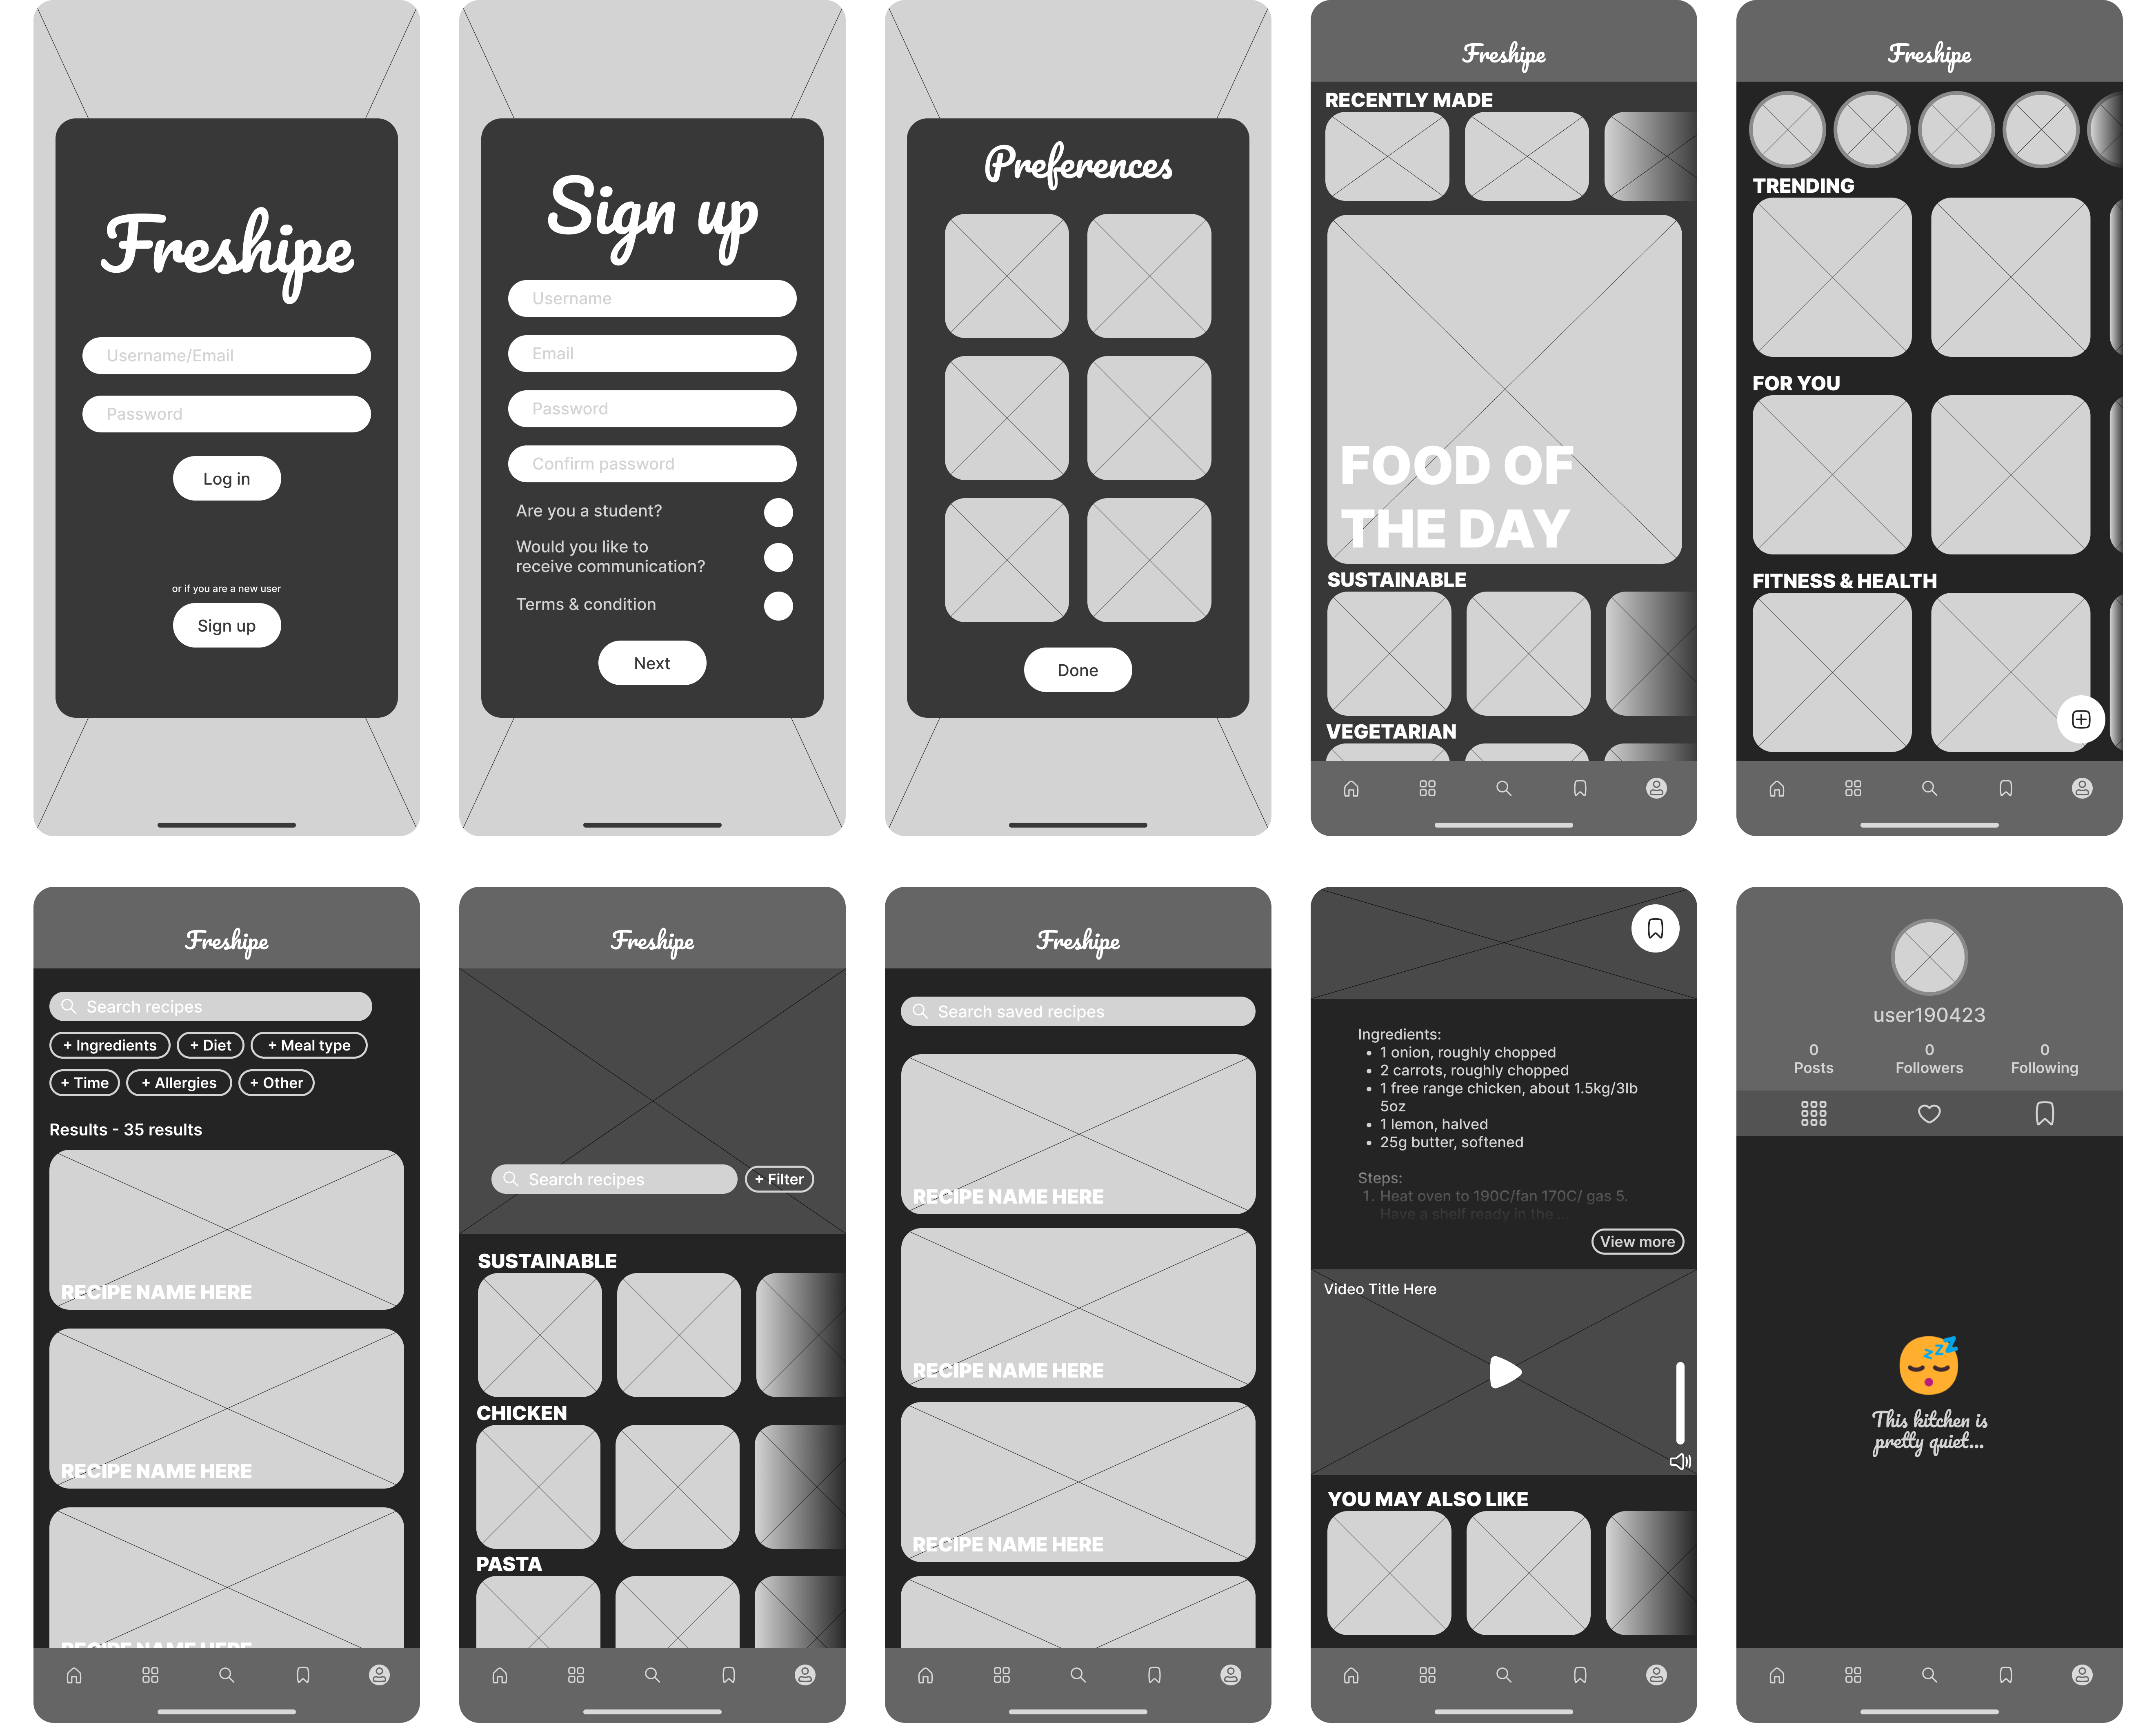 Freshipe
Username/Email
Password
Log in
or if you are a new user
Sign up
Sign up
Username
Email
Password
Confirm password
Are you a student?
Would you like to
receive communication?
Terms & condition
Next
Preferences
Done
Freshipe
RECENTLY MADE
FOOD OF
THE DAY
SUSTAINABLE
VEGETARIAN
Freshipe
TRENDING
FOR YOU
FITNESS & HEALTH
Freshipe
Search recipes
+ Ingredients
+ Diet
+ Meal type
+ Time
+ Allergies
+ Other
Results - 35 results
RECIPE NAME HERE
RECIPE NAME HERE
RECIPE NAME HERE
Freshipe
Search recipes
+ Filter
SUSTAINABLE
CHICKEN
PASTA
Freshipe
Search saved recipes
RECIPE NAME HERE
RECIPE NAME HERE
RECIPE NAME HERE
Ingredients:
• 1 onion, roughly chopped
• 2 carrots, roughly chopped
• 1 free range chicken, about 1.5kg/3lb
5oz
• 1 lemon, halved
• 25g butter, softened
Steps:
1. Heat oven to 190C/fan 170C/ gas 5.
Have a shelf ready in the ...
View more
Video Title Here
YOU MAY ALSO LIKE
user190423
0
Posts
0
Followers
0
Following
This kitchen is
pretty quiet...